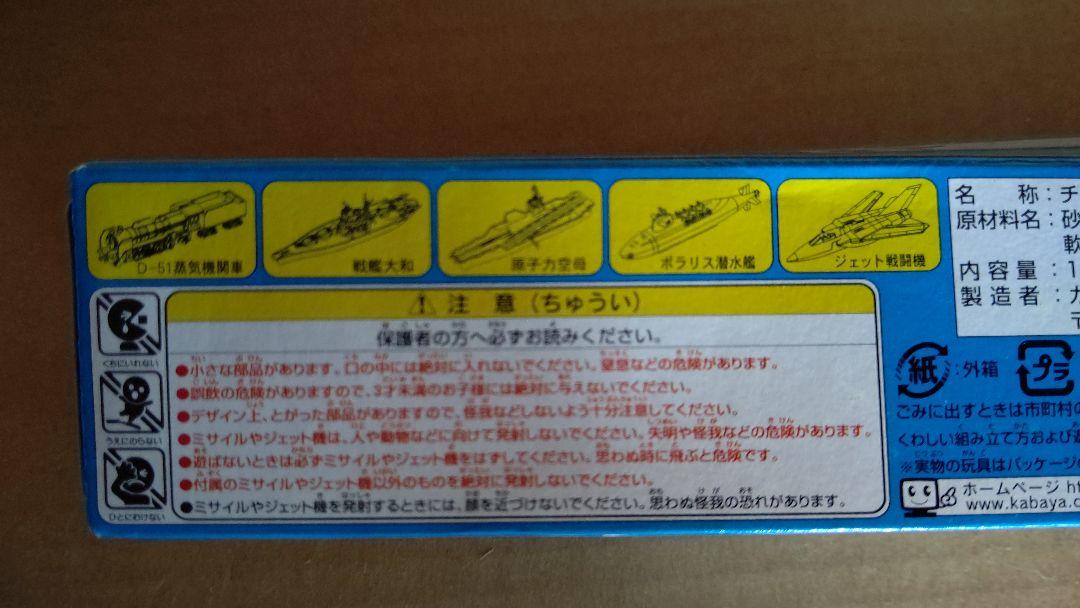 D-51蒸気機関車
戦艦大和
原子力空母
ポラリス潜水艦
ジェット戦闘機
名　称：チ
原材料名：砂
軟
内容量：1
製造者：カ
〒
くちにいれない
うえにのらない
ひとにむけない
⚠ 注意（ちゅうい）
保護者の方へ必ずお読みください。
●小さな部品があります。口の中には絶対に入れないでください。窒息などの危険があります。
●誤飲の危険がありますので、3才未満のお子様には絶対に与えないでください。
●デザイン上、とがった部品がありますので、怪我などしないよう十分注意してください。
●ミサイルやジェット機は、人や動物などに向けて発射しないでください。失明や怪我などの危険があります。
●遊ばないときは必ずミサイルやジェット機をはずしてください。思わぬ時に飛ぶと危険です。
●付属のミサイルやジェット機以外のものを絶対に発射しないでください。
●ミサイルやジェット機を発射するときには、顔を近づけないでください。思わぬ怪我の恐れがあります。
紙：外箱 プラ
ごみに出すときは市町村の
くわしい組み立て方および遊
※実物の玩具はパッケージの
ホームページ ht
www.kabaya.c